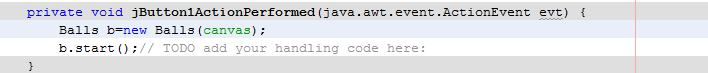 private void jButton1ActionPerformed(java.awt.event.ActionEvent evt) {
Balls b=new Balls(canvas);
b.start();// TODO add your handling code here:
}